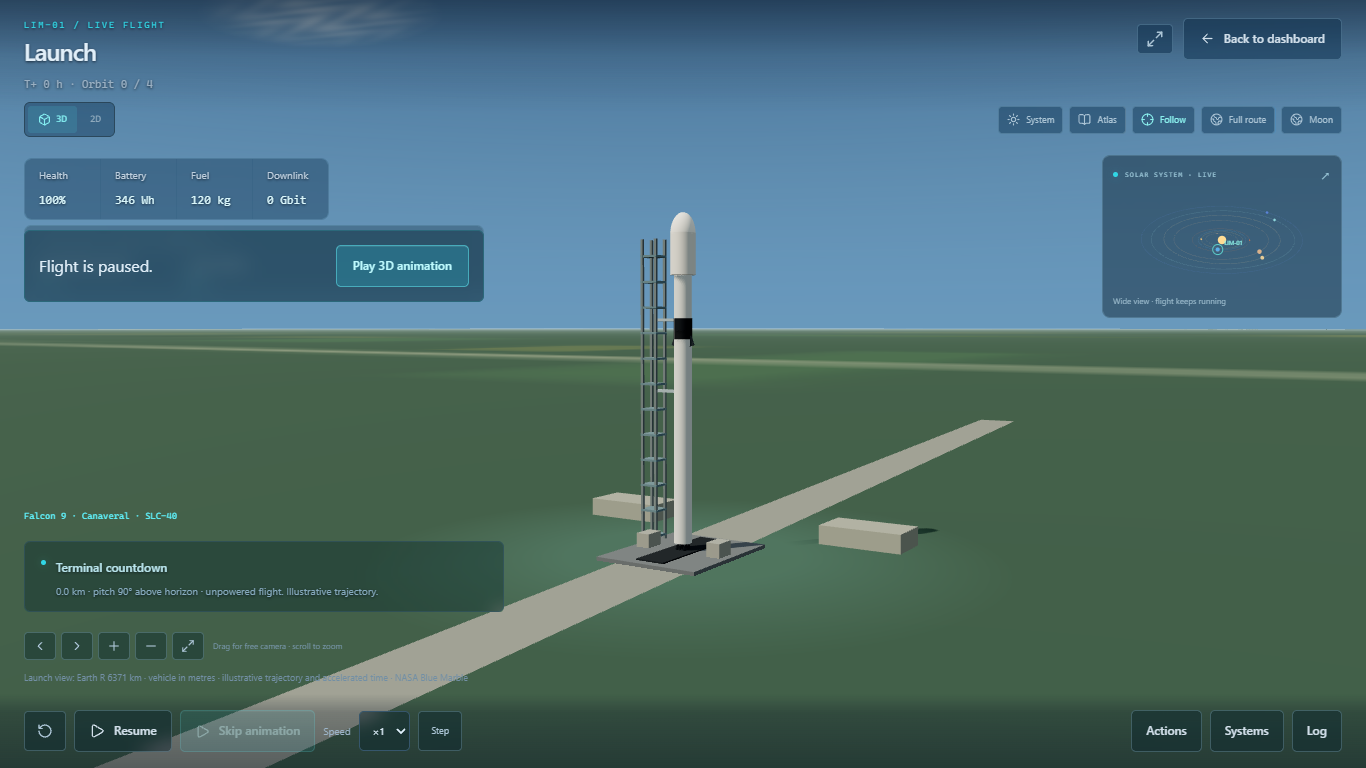 LIM-01 / LIVE FLIGHT
Launch
T+ 0 h · Orbit 0 / 4
3D 2D
Back to dashboard
System Atlas Follow Full route Moon
Health Battery Fuel Downlink
100% 346 Wh 120 kg 0 Gbit
Flight is paused.
Play 3D animation
SOLAR SYSTEM · LIVE
LIM-01
Wide view · flight keeps running
Falcon 9 · Canaveral · SLC-40
Terminal countdown
0.0 km · pitch 90° above horizon · unpowered flight. Illustrative trajectory.
Drag for free camera · scroll to zoom
Launch view: Earth R 6371 km · vehicle in metres · illustrative trajectory and accelerated time · NASA Blue Marble
Resume Skip animation Speed ×1 Step
Actions Systems Log